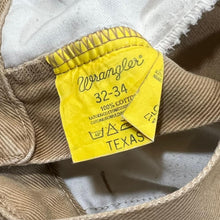 Wrangler
32-34
100% COTTON
TEXAS